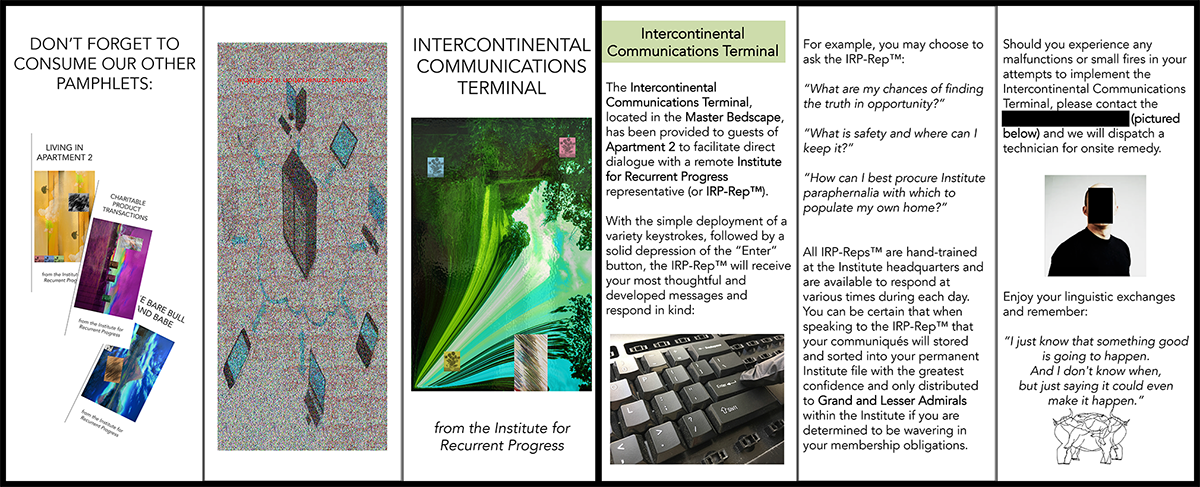 DON'T FORGET TO
CONSUME OUR OTHER
PAMPHLETS:
LIVING IN
APARTMENT 2
from the Institute for
Recurrent Progress
CHARITABLE
PRODUCT
TRANSACTIONS
from the Institute for
Recurrent Progress
E BARE BULL
ND BABE
from the Institute for
Recurrent Progress
INTERCONTINENTAL
COMMUNICATIONS
TERMINAL
from the Institute for
Recurrent Progress
Intercontinental
Communications Terminal
The Intercontinental
Communications Terminal,
located in the Master Bedscape,
has been provided to guests of
Apartment 2 to facilitate direct
dialogue with a remote Institute
for Recurrent Progress
representative (or IRP-Rep™).
With the simple deployment of a
variety keystrokes, followed by a
solid depression of the “Enter”
button, the IRP-Rep™ will receive
your most thoughtful and
developed messages and
respond in kind:
Enter
Shift
For example, you may choose to
ask the IRP-Rep™:
“What are my chances of finding
the truth in opportunity?”
“What is safety and where can I
keep it?”
“How can I best procure Institute
paraphernalia with which to
populate my own home?”
All IRP-Reps™ are hand-trained
at the Institute headquarters and
are available to respond at
various times during each day.
You can be certain that when
speaking to the IRP-Rep™ that
your communiqués will stored
and sorted into your permanent
Institute file with the greatest
confidence and only distributed
to Grand and Lesser Admirals
within the Institute if you are
determined to be wavering in
your membership obligations.
Should you experience any
malfunctions or small fires in your
attempts to implement the
Intercontinental Communications
Terminal, please contact the
(pictured
below) and we will dispatch a
technician for onsite remedy.
Enjoy your linguistic exchanges
and remember:
“I just know that something good
is going to happen.
And I don't know when,
but just saying it could even
make it happen.”